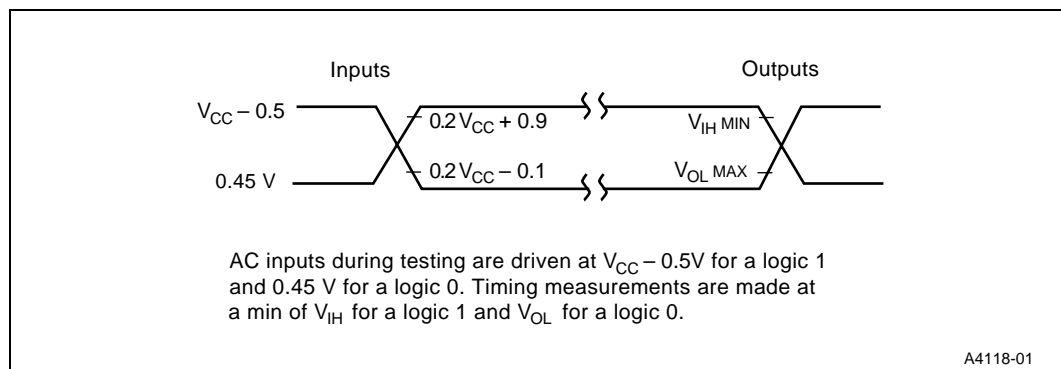 Inputs
Outputs
V_CC – 0.5
0.2 V_CC + 0.9
V_IH MIN
0.45 V
0.2 V_CC – 0.1
V_OL MAX
AC inputs during testing are driven at V_CC – 0.5V for a logic 1
and 0.45 V for a logic 0. Timing measurements are made at
a min of V_IH for a logic 1 and V_OL for a logic 0.
A4118-01